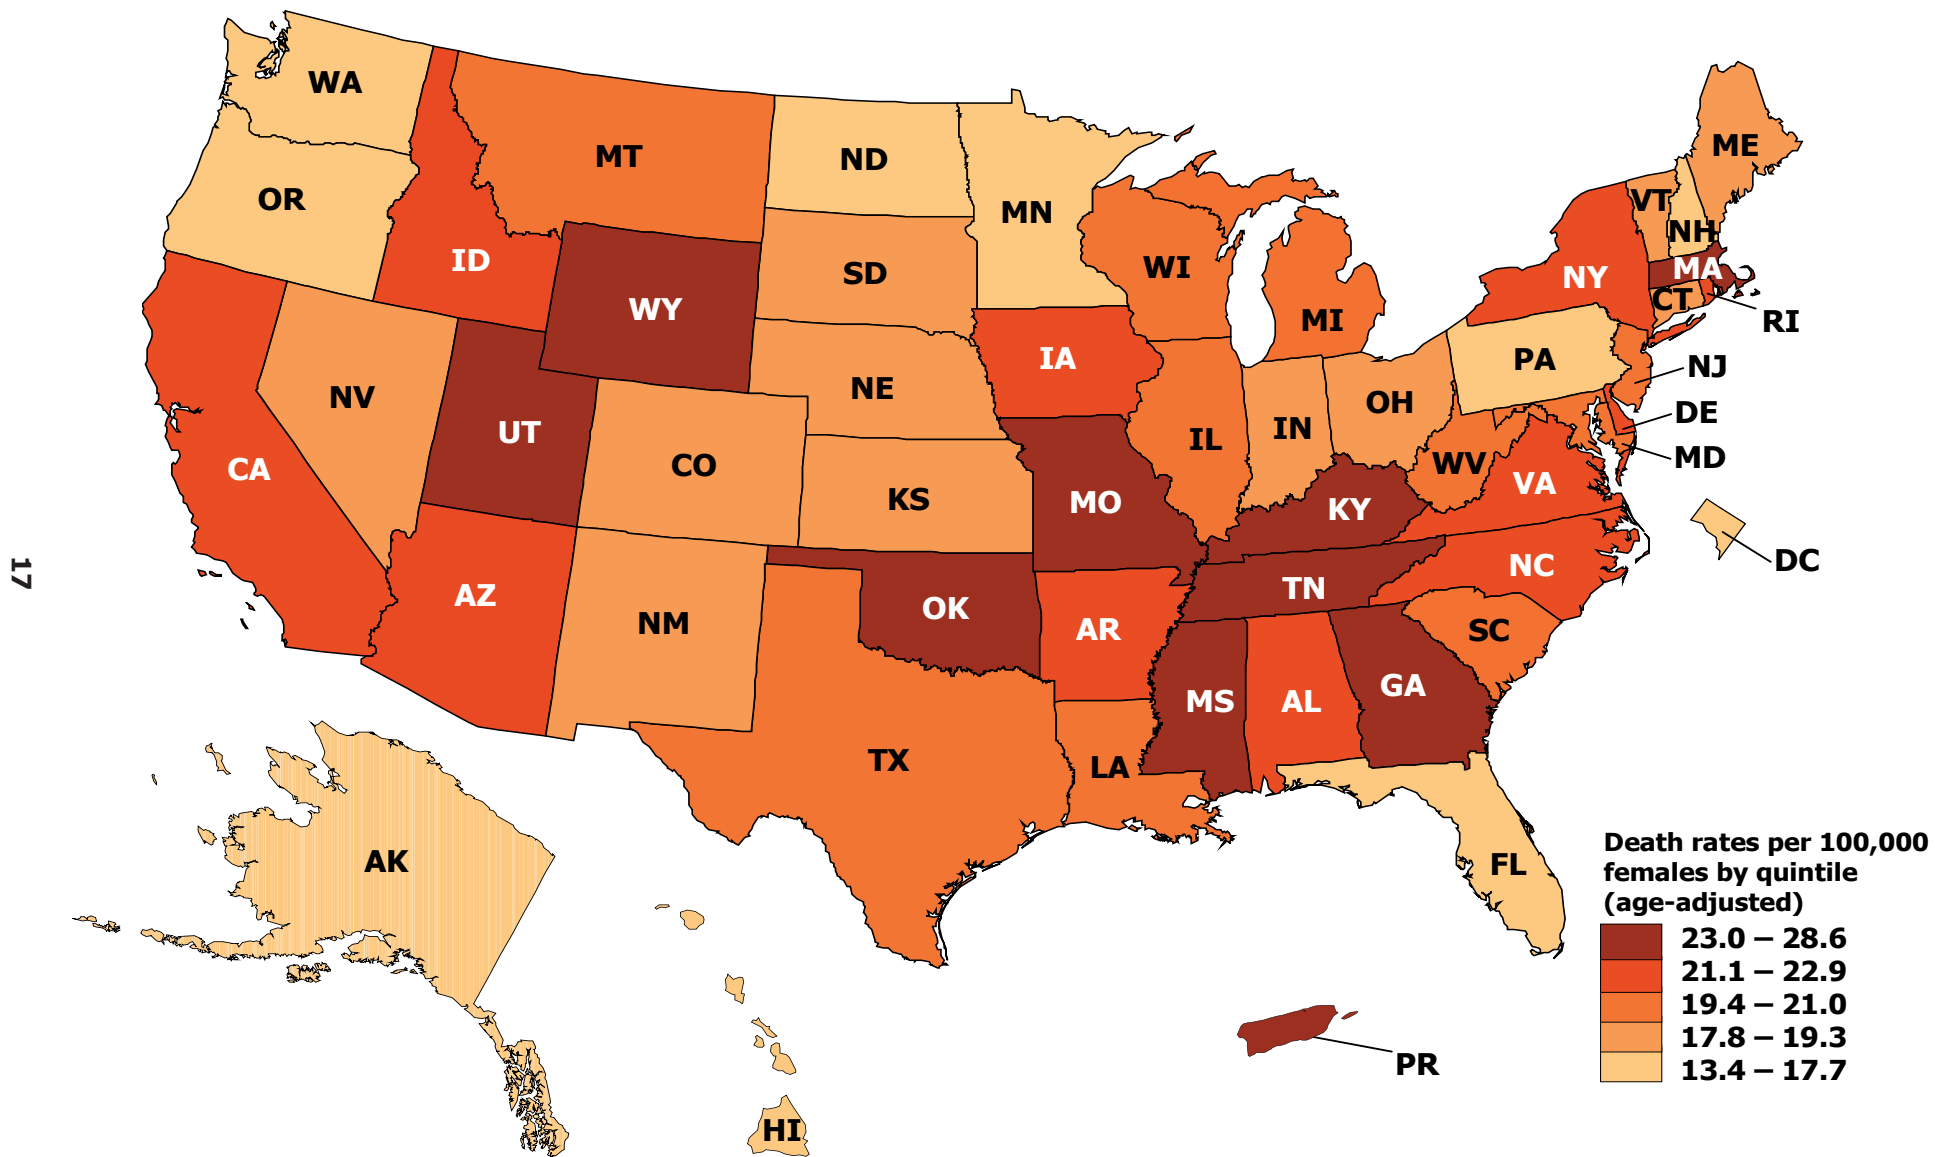 WA
MT
ND
MN
ME
OR
VT
NH
ID
WY
SD
WI
MI
NY
MA
CT
RI
IA
PA
NJ
NV
UT
NE
OH
DE
CA
CO
IL
IN
WV
MD
KS
MO
KY
VA
DC
17
AZ
NM
OK
AR
TN
NC
SC
MS
AL
GA
TX
LA
AK
FL
HI
PR
Death rates per 100,000
females by quintile
(age-adjusted)
23.0 – 28.6
21.1 – 22.9
19.4 – 21.0
17.8 – 19.3
13.4 – 17.7